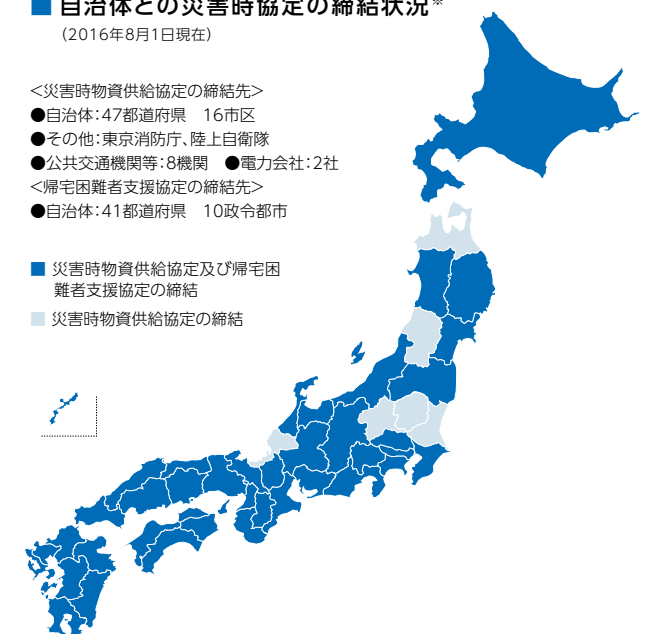 ■ 自治体との災害時協定の締結状況※
(2016年8月1日現在)
<災害時物資供給協定の締結先>
●自治体:47都道府県　16市区
●その他:東京消防庁、陸上自衛隊
●公共交通機関等:8機関　●電力会社:2社
<帰宅困難者支援協定の締結先>
●自治体:41都道府県　10政令都市
■ 災害時物資供給協定及び帰宅困
難者支援協定の締結
■ 災害時物資供給協定の締結